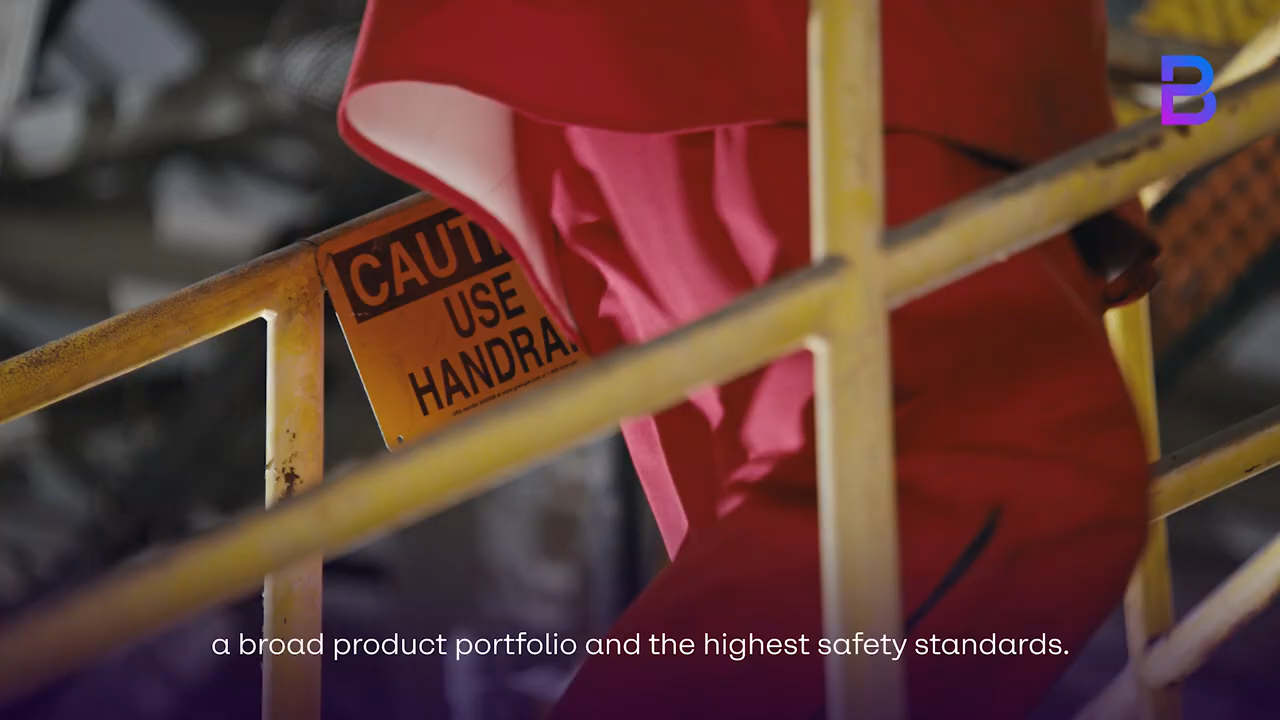 B
CAUTI
USE
HANDRA
a broad product portfolio and the highest safety standards.